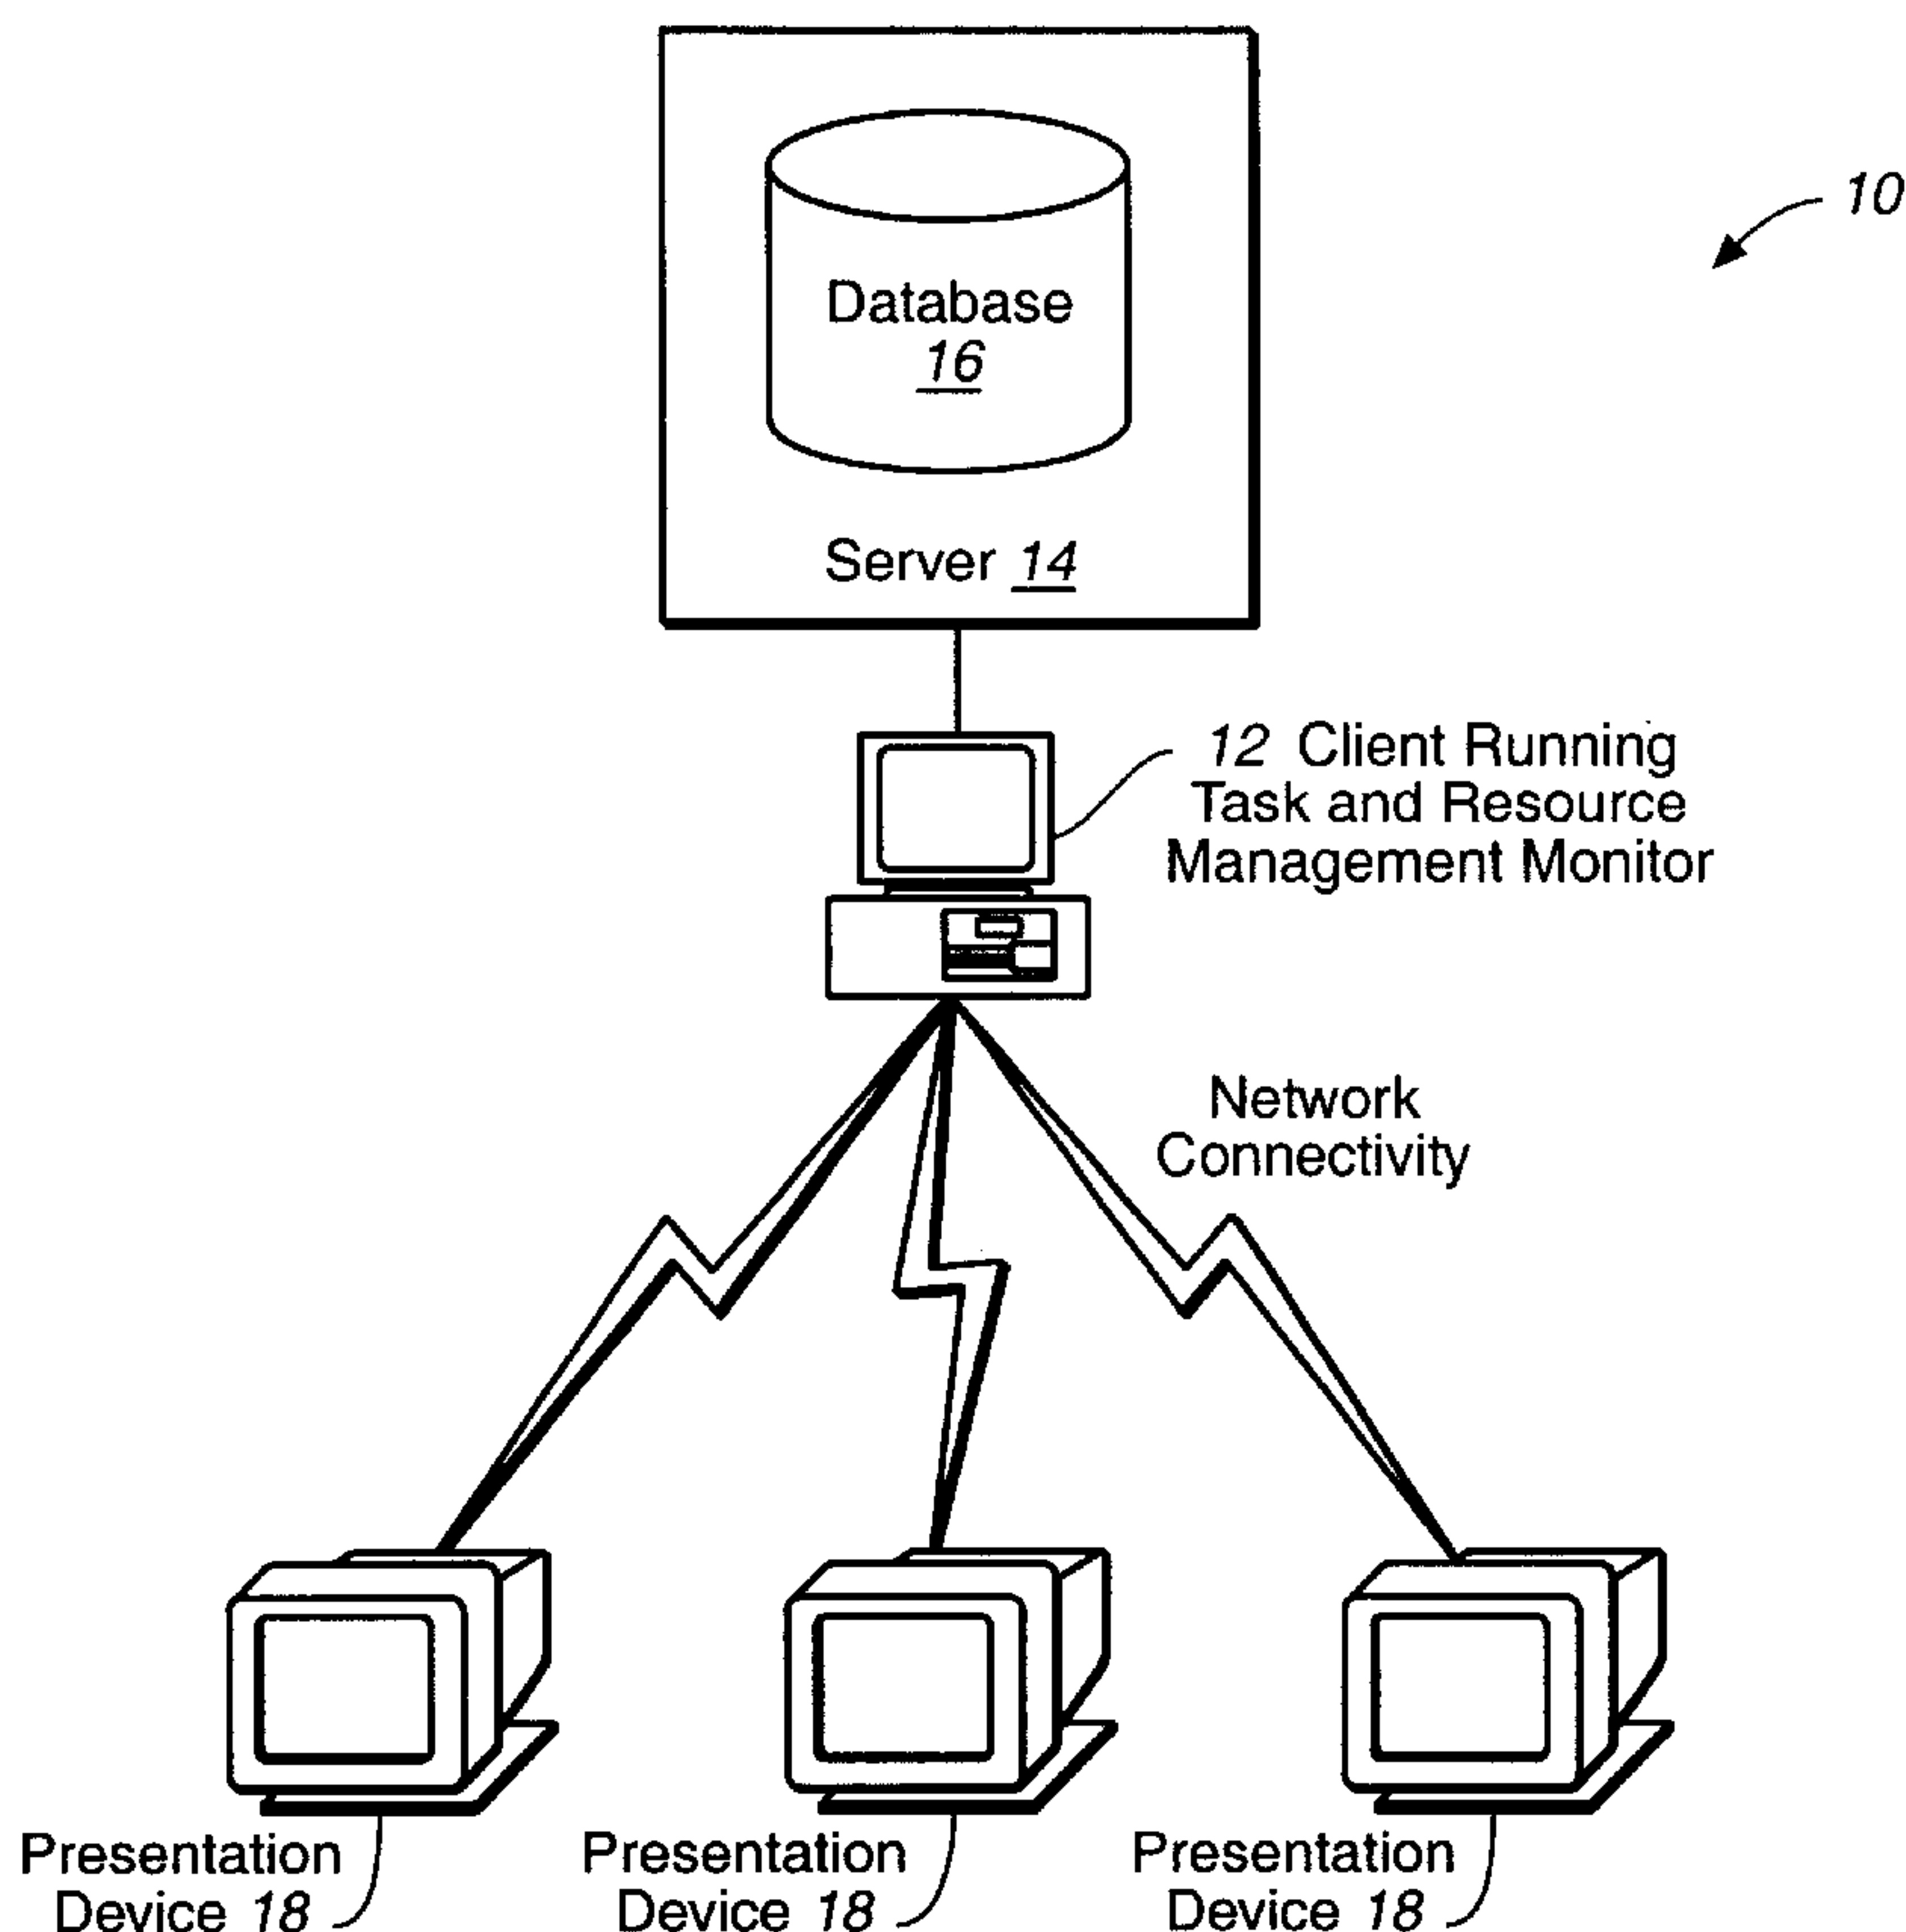 10
Database
16
Server 14
12 Client Running
Task and Resource
Management Monitor
Network
Connectivity
Presentation
Device 18
Presentation
Device 18
Presentation
Device 18